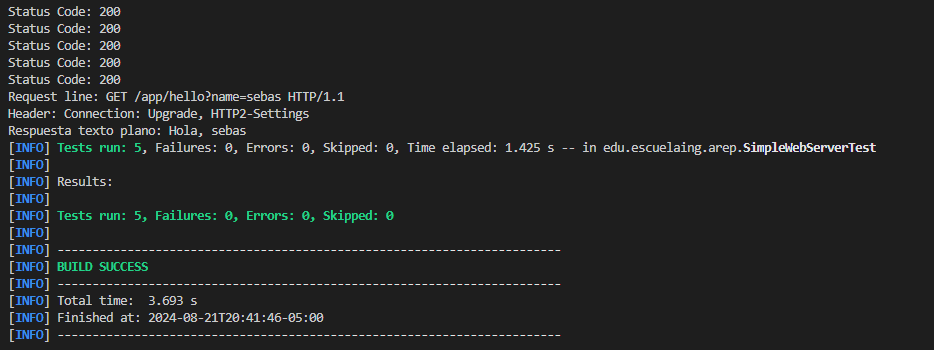 Status Code: 200
Status Code: 200
Status Code: 200
Status Code: 200
Status Code: 200
Request line: GET /app/hello?name=sebas HTTP/1.1
Header: Connection: Upgrade, HTTP2-Settings
Respuesta texto plano: Hola, sebas
[INFO] Tests run: 5, Failures: 0, Errors: 0, Skipped: 0, Time elapsed: 1.425 s -- in edu.escuelaing.arep.SimpleWebServerTest
[INFO]
[INFO] Results:
[INFO]
[INFO] Tests run: 5, Failures: 0, Errors: 0, Skipped: 0
[INFO]
[INFO] ------------------------------------------------------------------------
[INFO] BUILD SUCCESS
[INFO] ------------------------------------------------------------------------
[INFO] Total time:  3.693 s
[INFO] Finished at: 2024-08-21T20:41:46-05:00
[INFO] ------------------------------------------------------------------------